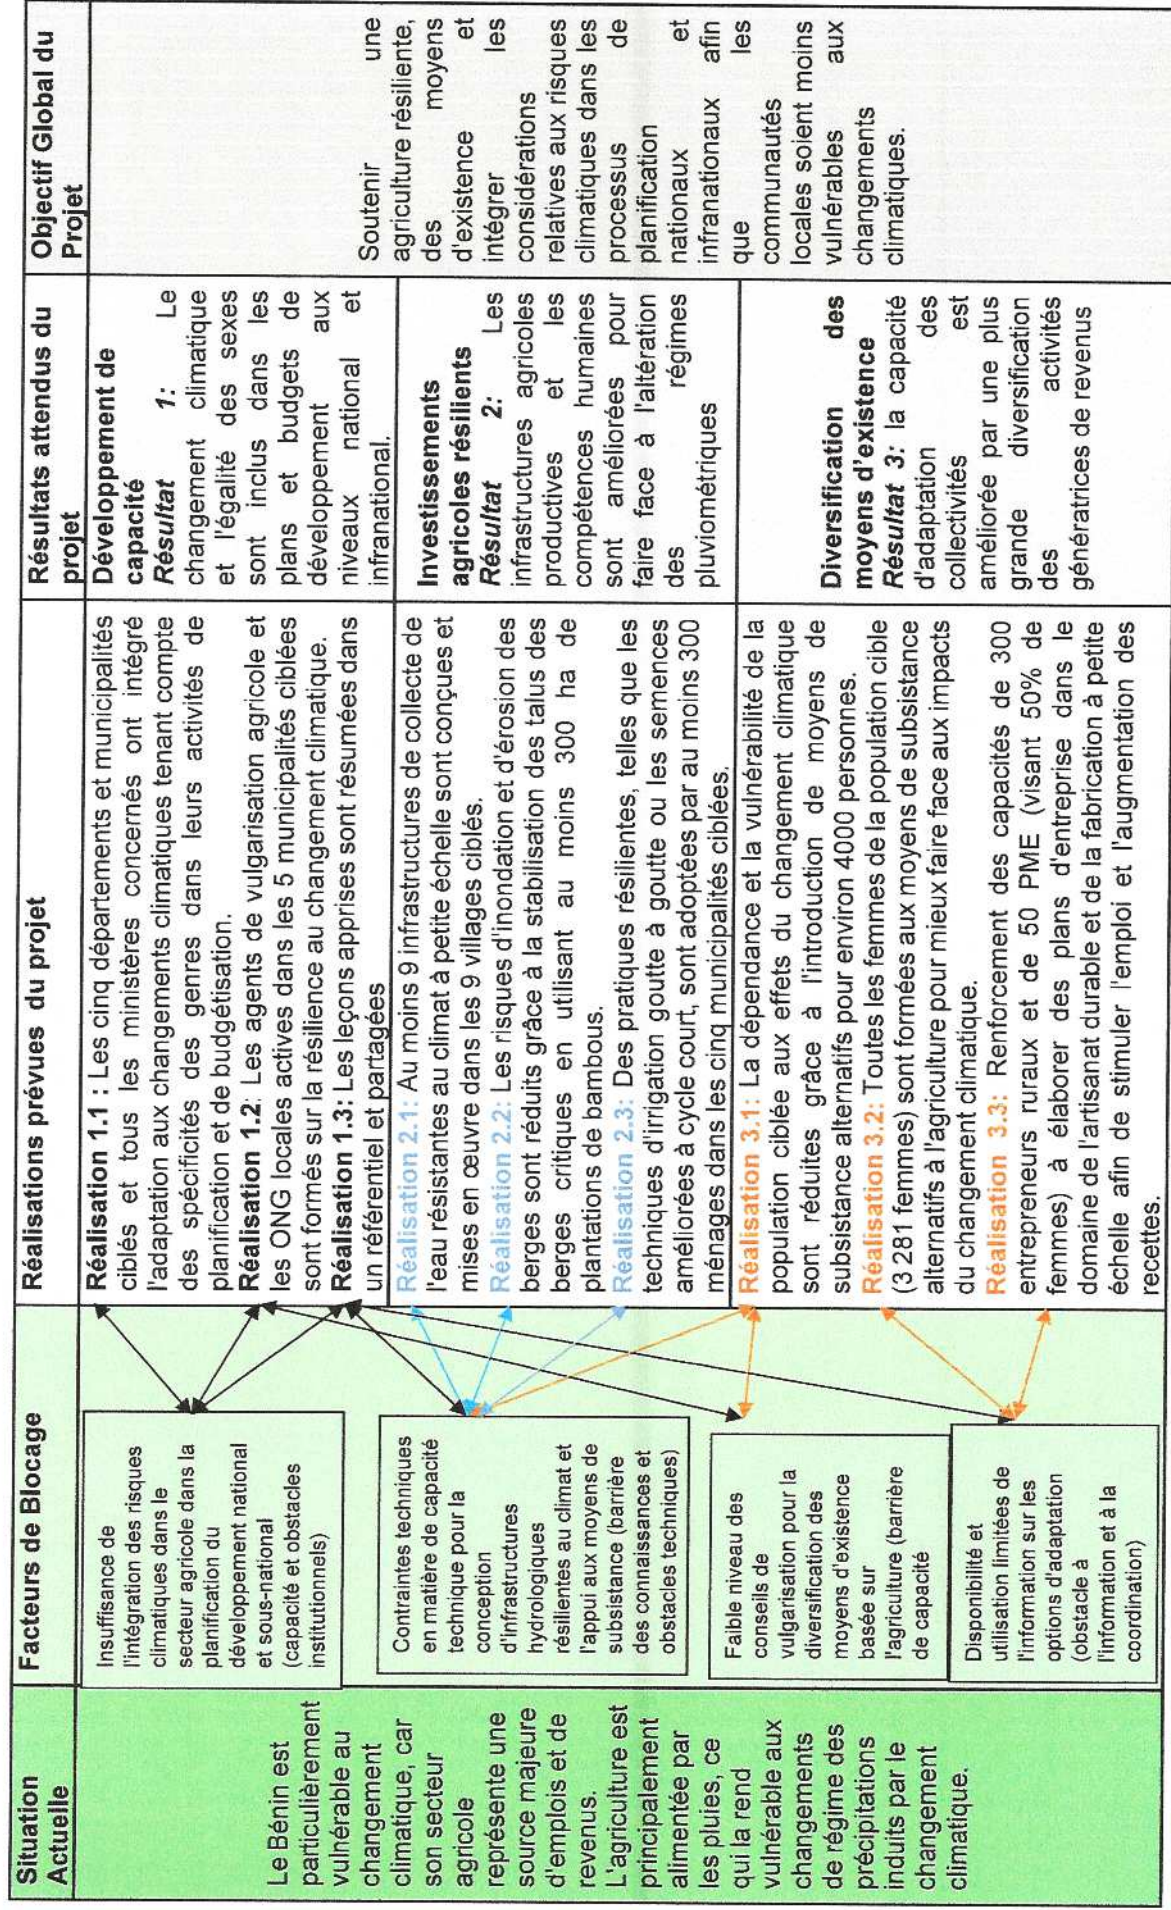 Situation
Actuelle
Le Bénin est
particulièrement
vulnérable au
changement
climatique, car
son secteur
agricole
représente une
source majeure
d'emplois et de
revenus.
L'agriculture est
principalement
alimentée par
les pluies, ce
qui la rend
vulnérable aux
changements
de régime des
précipitations
induits par le
changement
climatique.
Facteurs de Blocage
Insuffisance de
l'intégration des risques
climatiques dans le
secteur agricole dans la
planification du
développement national
et sous-national
(capacité et obstacles
institutionnels)
Contraintes techniques
en matière de capacité
technique pour la
conception
d'infrastructures
hydrologiques
résilientes au climat et
l'appui aux moyens de
subsistance (barrière
des connaissances et
obstacles techniques)
Faible niveau des
conseils de
vulgarisation pour la
diversification des
moyens d'existence
basée sur
l'agriculture (barrière
de capacité
Disponibilité et
utilisation limitées de
l'information sur les
options d'adaptation
(obstacle à
l'information et à la
coordination)
Réalisations prévues du projet
Réalisation 1.1 : Les cinq départements et municipalités
ciblés et tous les ministères concernés ont intégré
l'adaptation aux changements climatiques tenant compte
des spécificités des genres dans leurs activités de
planification et de budgétisation.
Réalisation 1.2: Les agents de vulgarisation agricole et
les ONG locales actives dans les 5 municipalités ciblées
sont formés sur la résilience au changement climatique.
Réalisation 1.3: Les leçons apprises sont résumées dans
un référentiel et partagées
Réalisation 2.1: Au moins 9 infrastructures de collecte de
l'eau résistantes au climat à petite échelle sont conçues et
mises en œuvre dans les 9 villages ciblés.
Réalisation 2.2: Les risques d'inondation et d'érosion des
berges sont réduits grâce à la stabilisation des talus des
berges critiques en utilisant au moins 300 ha de
plantations de bambous.
Réalisation 2.3: Des pratiques résilientes, telles que les
techniques d'irrigation goutte à goutte ou les semences
améliorées à cycle court, sont adoptées par au moins 300
ménages dans les cinq municipalités ciblées.
Réalisation 3.1: La dépendance et la vulnérabilité de la
population ciblée aux effets du changement climatique
sont réduites grâce à l'introduction de moyens de
subsistance alternatifs pour environ 4000 personnes.
Réalisation 3.2: Toutes les femmes de la population cible
(3 281 femmes) sont formées aux moyens de subsistance
alternatifs à l'agriculture pour mieux faire face aux impacts
du changement climatique.
Réalisation 3.3: Renforcement des capacités de 300
entrepreneurs ruraux et de 50 PME (visant 50% de
femmes) à élaborer des plans d'entreprise dans le
domaine de l'artisanat durable et de la fabrication à petite
échelle afin de stimuler l'emploi et l'augmentation des
recettes.
Résultats attendus du
projet
Développement de
capacité
Résultat 1: Le
changement climatique
et l'égalité des sexes
sont inclus dans les
plans et budgets de
développement aux
niveaux national et
infranational.
Investissements
agricoles résilients
Résultat 2: Les
infrastructures agricoles
productives et les
compétences humaines
sont améliorées pour
faire face à l'altération
des régimes
pluviométriques
Diversification des
moyens d'existence
Résultat 3: la capacité
d'adaptation des
collectivités est
améliorée par une plus
grande diversification
des activités
génératrices de revenus
Objectif Global du
Projet
Soutenir une
agriculture résiliente,
des moyens
d'existence et
intégrer les
considérations
relatives aux risques
climatiques dans les
processus de
planification
nationaux et
infranationaux afin
que les
communautés
locales soient moins
vulnérables aux
changements
climatiques.